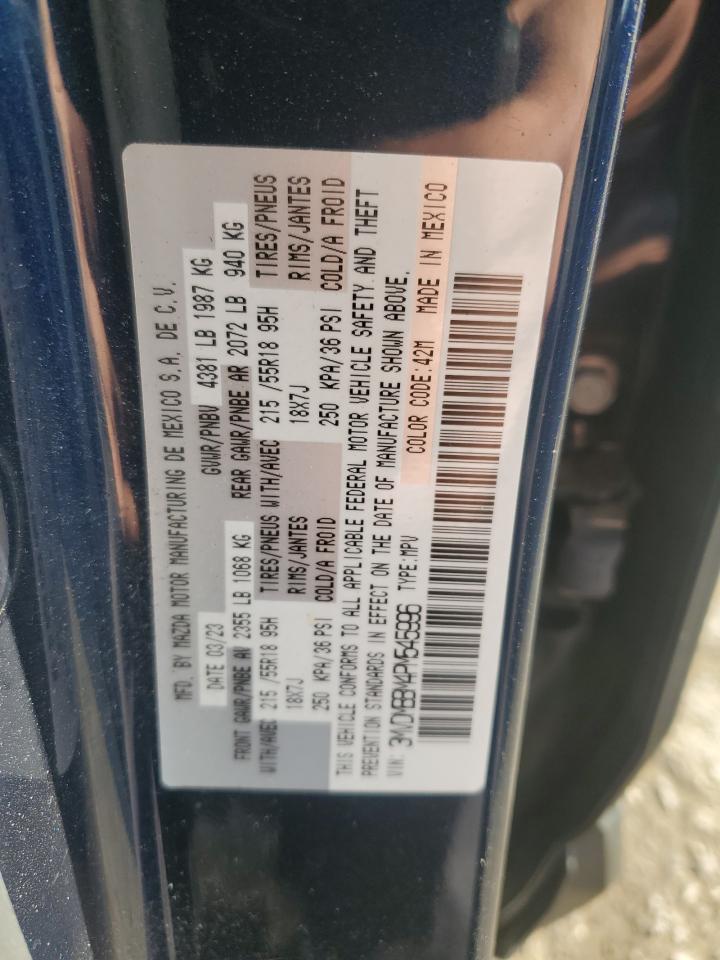 MFD. BY MAZDA MOTOR MANUFACTURING DE MEXICO S.A. DE C.V.
DATE 03/23 GVWR/PNBV 4381 LB 1987 KG
FRONT GAWR/PNBE AV 2355 LB 1068 KG REAR GAWR/PNBE AR 2072 LB 940 KG
WITH/AVEC 215 /55R18 95H TIRES/PNEUS WITH/AVEC 215 /55R18 95H TIRES/PNEUS
18X7J RIMS/JANTES 18X7J RIMS/JANTES
250 KPA/36 PSI COLD/A FROID 250 KPA/36 PSI COLD/A FROID
THIS VEHICLE CONFORMS TO ALL APPLICABLE FEDERAL MOTOR VEHICLE SAFETY AND THEFT
PREVENTION STANDARDS IN EFFECT ON THE DATE OF MANUFACTURE SHOWN ABOVE.
VIN: 3MVDMBBM4PM545996 TYPE:MPV COLOR CODE:42M MADE IN MEXICO